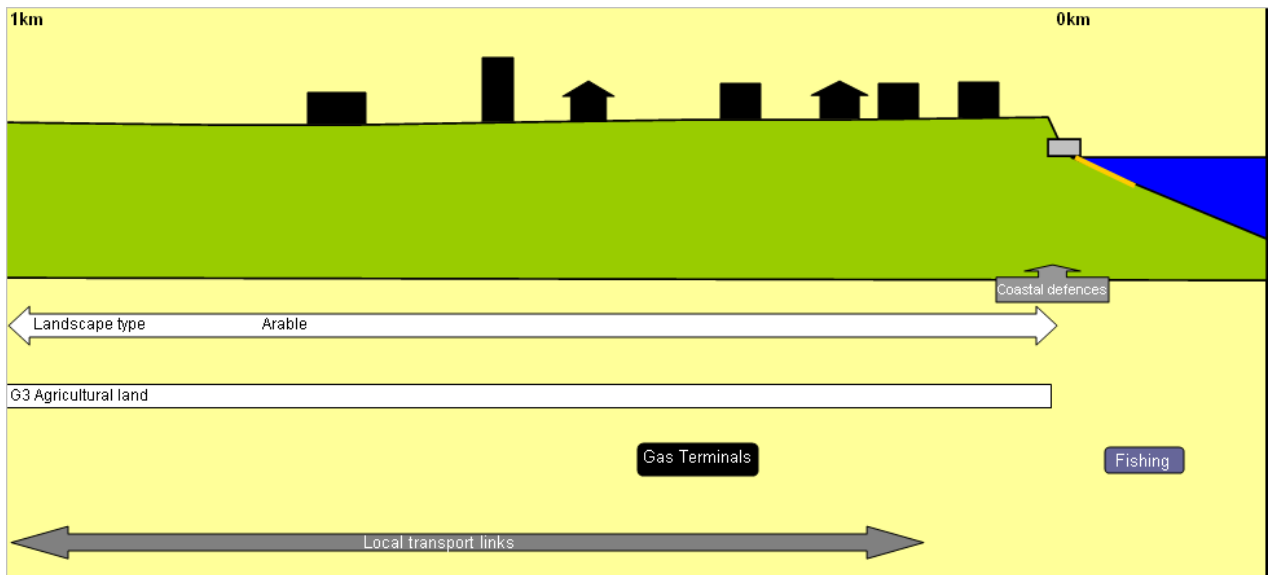 1km
0km
Coastal defences
Landscape type
Arable
G3 Agricultural land
Gas Terminals
Fishing
Local transport links